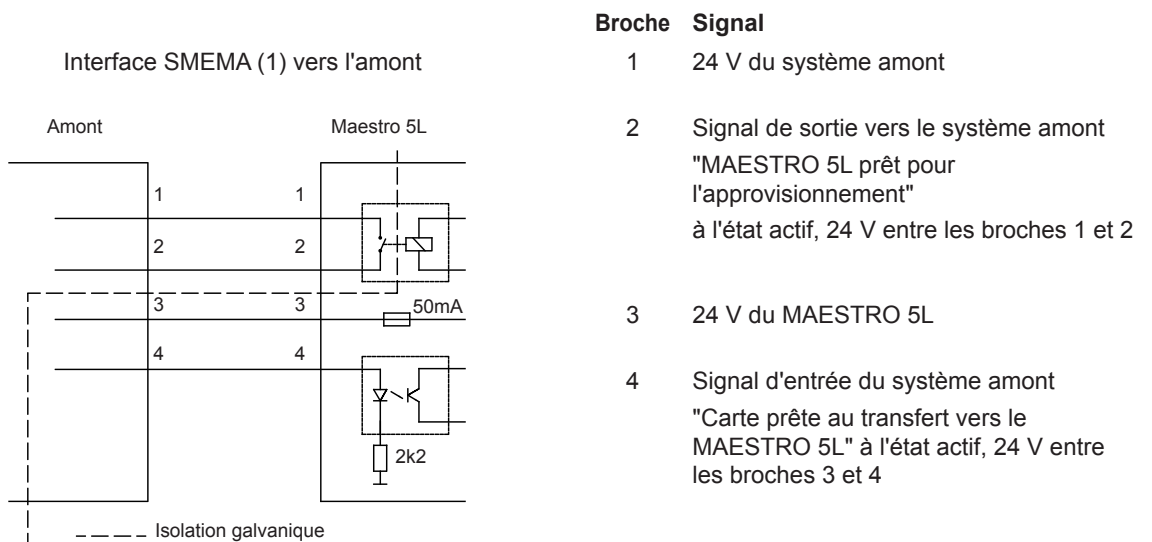 Interface SMEMA (1) vers l'amont
Amont
Maestro 5L
1 1
2 2
3 3
50mA
4 4
2k2
Isolation galvanique
Broche Signal
1 24 V du système amont
2 Signal de sortie vers le système amont
"MAESTRO 5L prêt pour
l'approvisionnement"
à l'état actif, 24 V entre les broches 1 et 2
3 24 V du MAESTRO 5L
4 Signal d'entrée du système amont
"Carte prête au transfert vers le
MAESTRO 5L" à l'état actif, 24 V entre
les broches 3 et 4